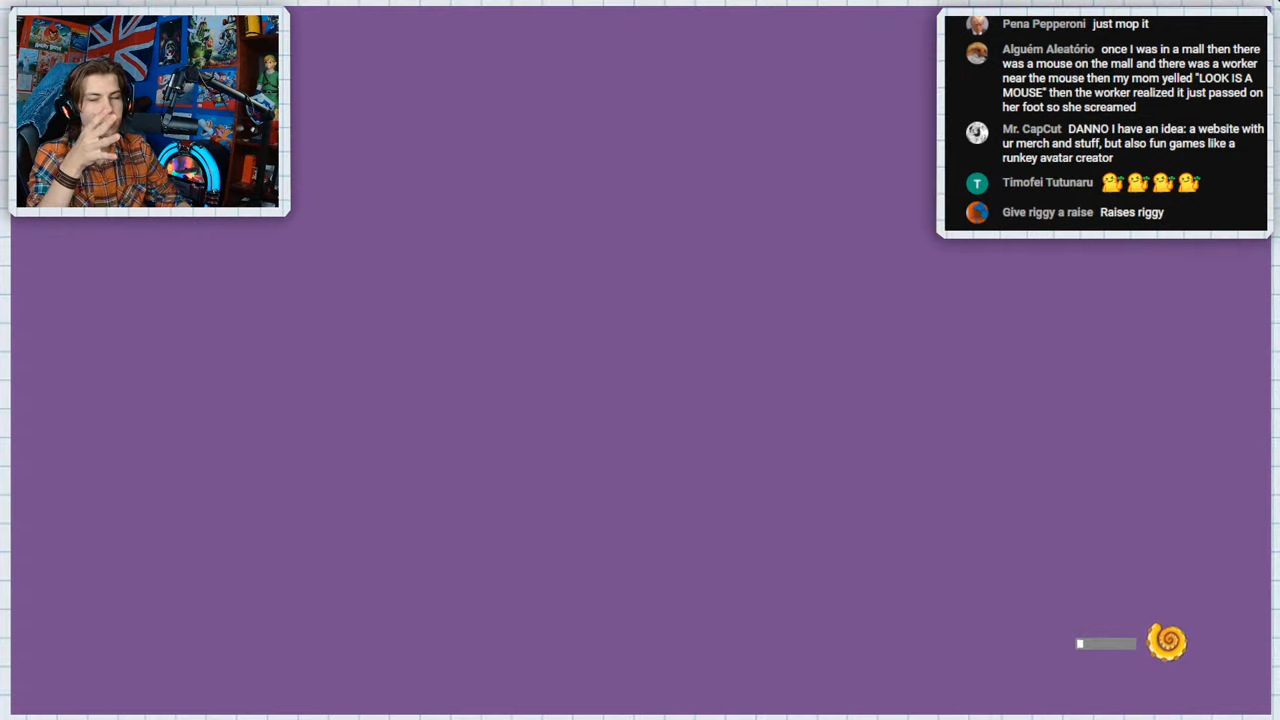 Pena Pepperoni just mop it
Alguém Aleatório once I was in a mall then there
was a mouse on the mall and there was a worker
near the mouse then my mom yelled "LOOK IS A
MOUSE" then the worker realized it just passed on
her foot so she screamed
Mr. CapCut DANNO I have an idea: a website with
ur merch and stuff, but also fun games like a
runkey avatar creator
T Timofei Tutunaru
Give riggy a raise Raises riggy